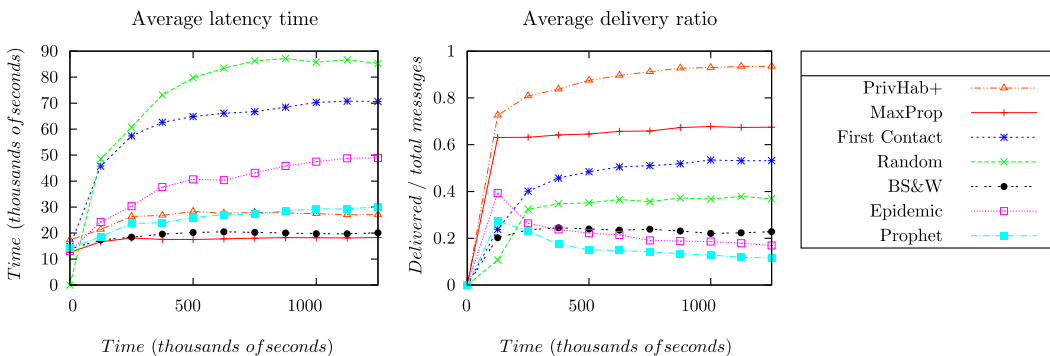 Average latency time
Time (thousands of seconds)
90
80
70
60
50
40
30
20
10
0
0
500
1000
Time (thousands of seconds)
Average delivery ratio
Delivered / total messages
1
0.8
0.6
0.4
0.2
0
0
500
1000
Time (thousands of seconds)
PrivHab+
MaxProp
First Contact
Random
BS&W
Epidemic
Prophet